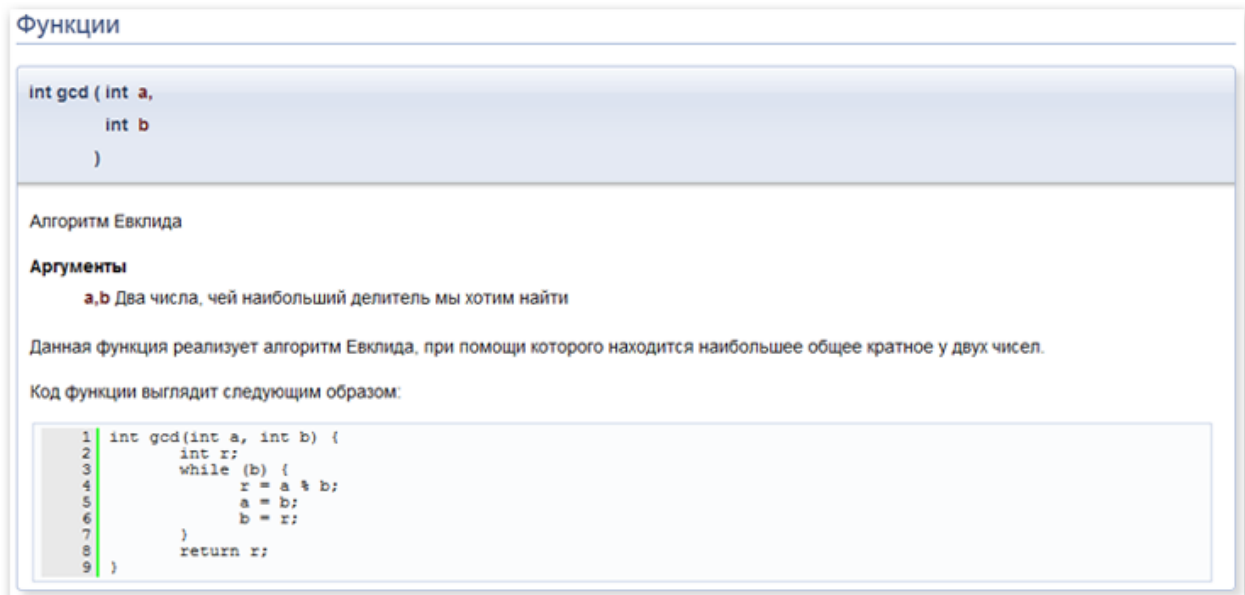 Функции
int gcd ( int a,
int b
)
Алгоритм Евклида
Аргументы
a,b Два числа, чей наибольший делитель мы хотим найти
Данная функция реализует алгоритм Евклида, при помощи которого находится наибольшее общее кратное у двух чисел.
Код функции выглядит следующим образом:
1 int gcd(int a, int b) {
2 int r;
3 while (b) {
4 r = a % b;
5 a = b;
6 b = r;
7 }
8 return r;
9 }